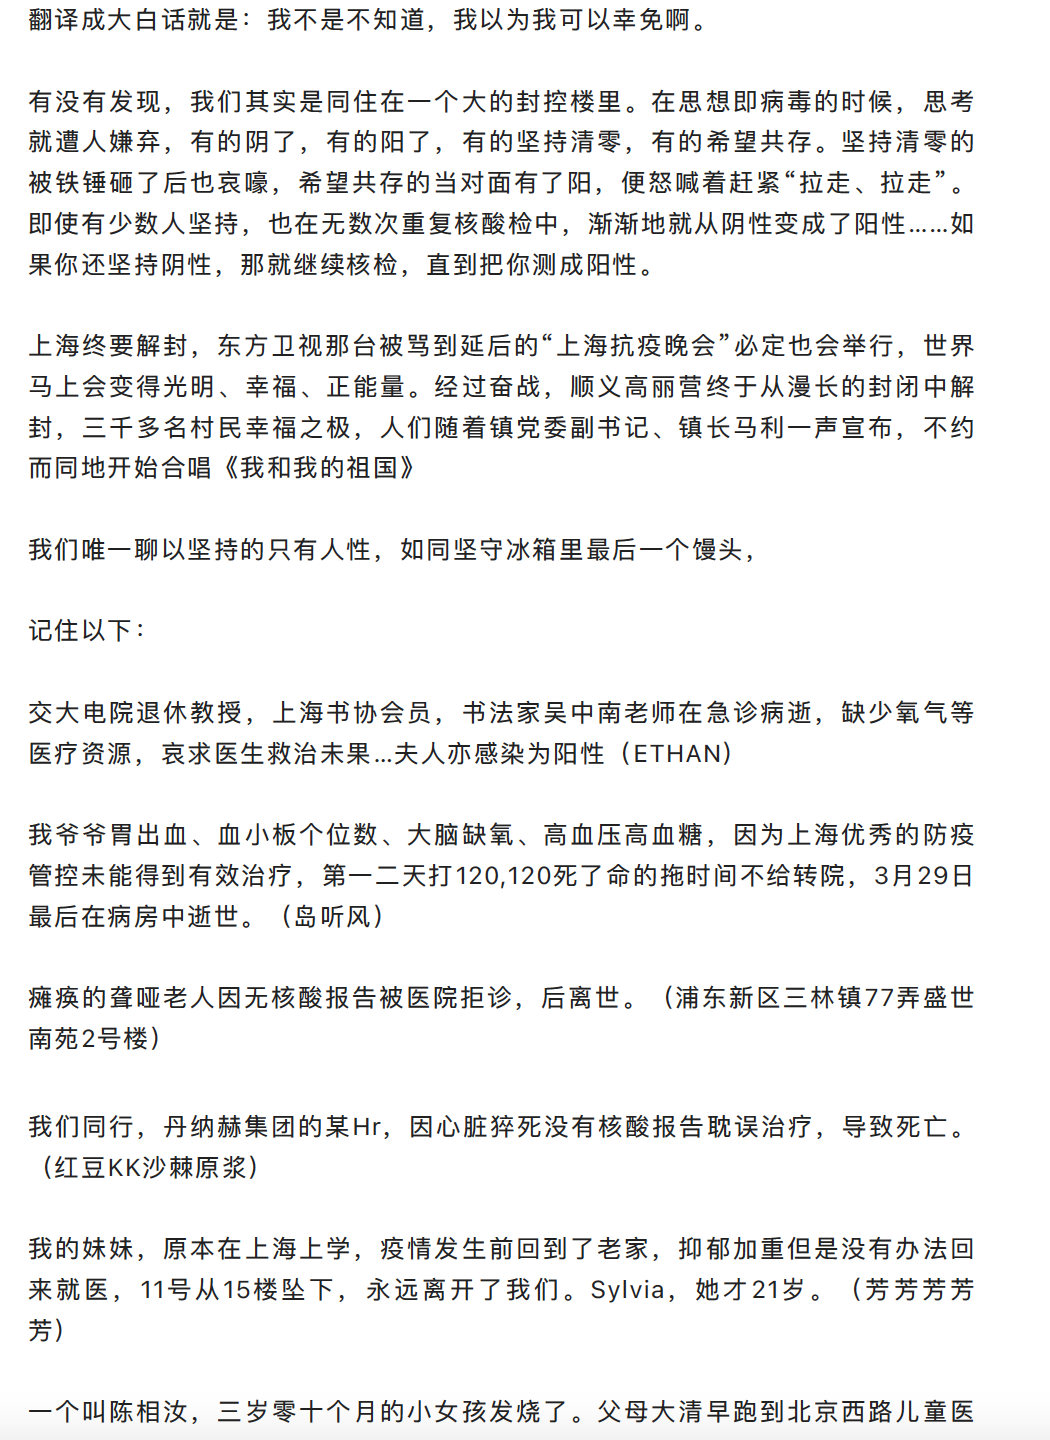 翻译成大白话就是：我不是不知道，我以为我可以幸免啊。
有没有发现，我们其实是同住在一个大的封控楼里。在思想即病毒的时候，思考
就遭人嫌弃，有的阴了，有的阳了，有的坚持清零，有的希望共存。坚持清零的
被铁锤砸了后也哀嚎，希望共存的当对面有了阳，便怒喊着赶紧“拉走、拉走”。
即使有少数人坚持，也在无数次重复核酸检中，渐渐地就从阴性变成了阳性……如
果你还坚持阴性，那就继续核检，直到把你测成阳性。
上海终要解封，东方卫视那台被骂到延后的“上海抗疫晚会”必定也会举行，世界
马上会变得光明、幸福、正能量。经过奋战，顺义高丽营终于从漫长的封闭中解
封，三千多名村民幸福之极，人们随着镇党委副书记、镇长马利一声宣布，不约
而同地开始合唱《我和我的祖国》
我们唯一聊以坚持的只有人性，如同坚守冰箱里最后一个馒头，
记住以下：
交大电院退休教授，上海书协会员，书法家吴中南老师在急诊病逝，缺少氧气等
医疗资源，哀求医生救治未果…夫人亦感染为阳性（ETHAN）
我爷爷胃出血、血小板个位数、大脑缺氧、高血压高血糖，因为上海优秀的防疫
管控未能得到有效治疗，第一二天打120,120死了命的拖时间不给转院，3月29日
最后在病房中逝世。（岛听风）
瘫痪的聋哑老人因无核酸报告被医院拒诊，后离世。（浦东新区三林镇77弄盛世
南苑2号楼）
我们同行，丹纳赫集团的某Hr，因心脏猝死没有核酸报告耽误治疗，导致死亡。
（红豆KK沙棘原浆）
我的妹妹，原本在上海上学，疫情发生前回到了老家，抑郁加重但是没有办法回
来就医，11号从15楼坠下，永远离开了我们。Sylvia，她才21岁。（芳芳芳芳
芳）
一个叫陈相汝，三岁零十个月的小女孩发烧了。父母大清早跑到北京西路儿童医